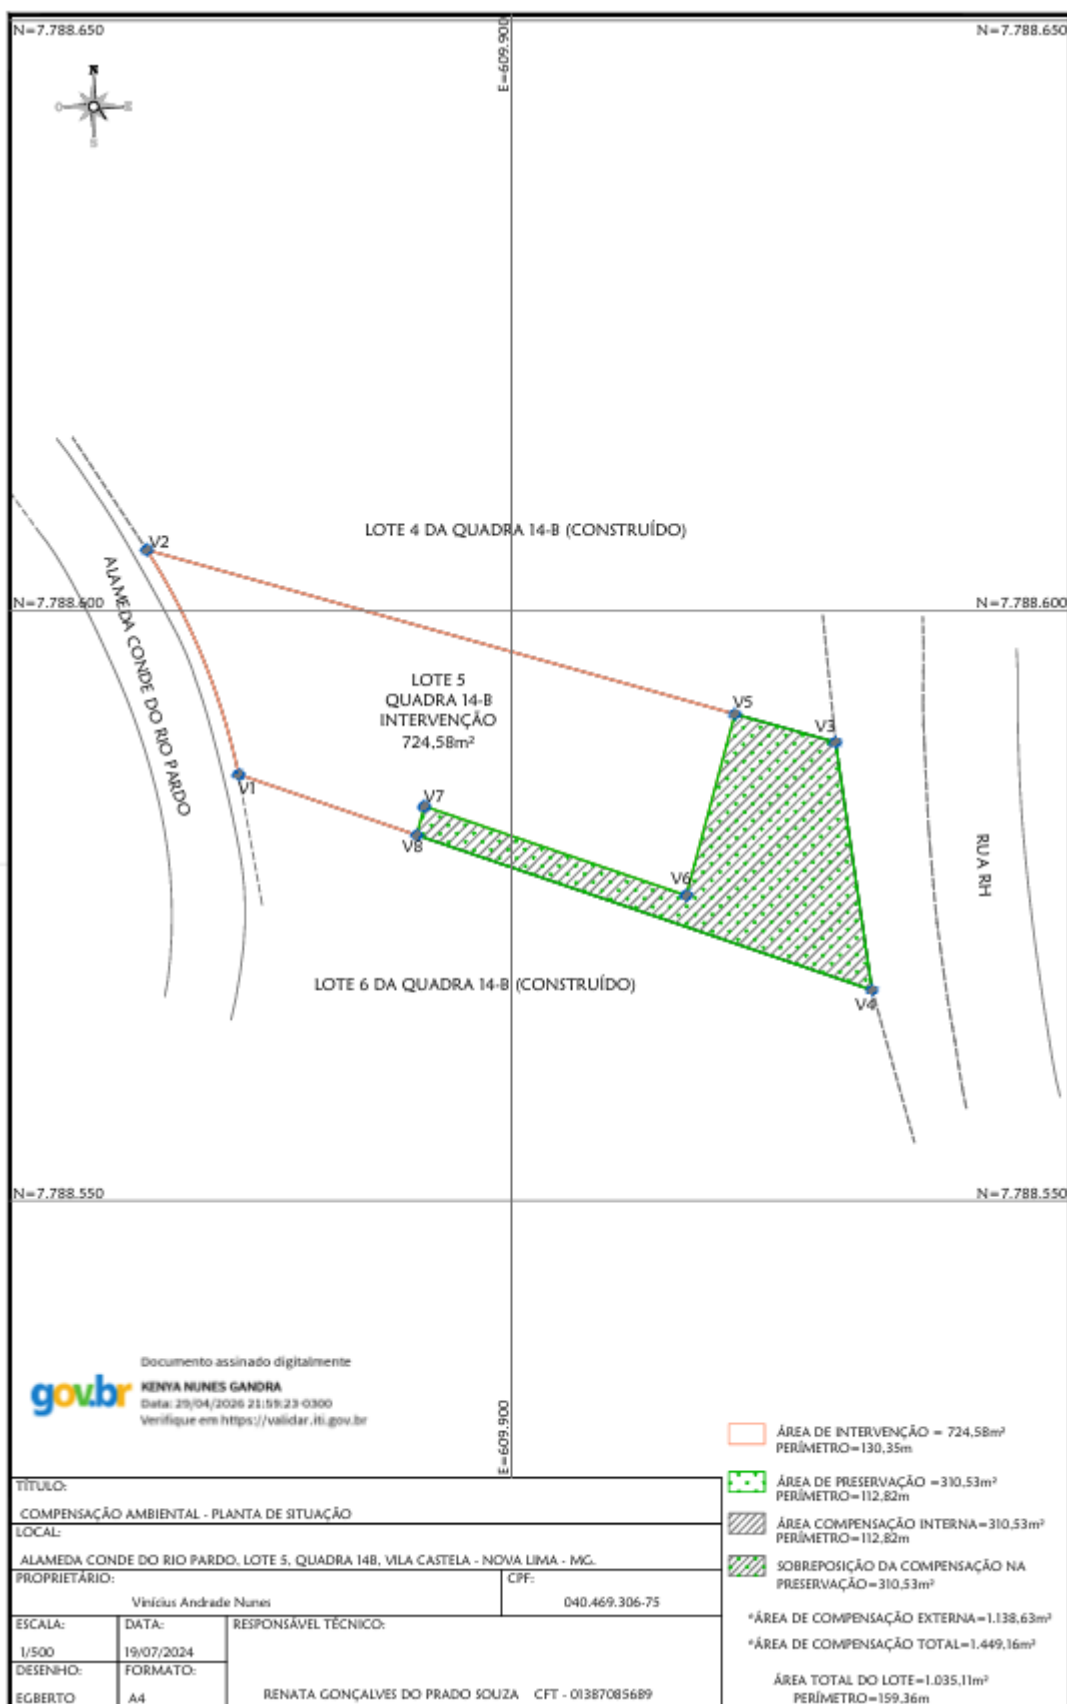 N=7.788.650
E=609.900
N=7.788.650
N
O
E
S
V2
LOTE 4 DA QUADRA 14-B (CONSTRUÍDO)
ALAMEDA CONDE DO RIO PARDO
N=7.788.600
N=7.788.600
LOTE 5
QUADRA 14-B
INTERVENÇÃO
724,58m²
V5
V3
V1
V7
V8
V6
RUA RH
LOTE 6 DA QUADRA 14-B (CONSTRUÍDO)
V4
N=7.788.550
N=7.788.550
Documento assinado digitalmente
gov.br
KENYA NUNES GANDRA
Data: 29/04/2026 21:59:23-0300
Verifique em https://validar.iti.gov.br
E=609.900
ÁREA DE INTERVENÇÃO = 724,58m²
PERÍMETRO=130,35m
ÁREA DE PRESERVAÇÃO =310,53m²
PERÍMETRO=112,82m
ÁREA COMPENSAÇÃO INTERNA=310,53m²
PERÍMETRO=112,82m
SOBREPOSIÇÃO DA COMPENSAÇÃO NA
PRESERVAÇÃO=310,53m²
*ÁREA DE COMPENSAÇÃO EXTERNA=1.138,63m²
*ÁREA DE COMPENSAÇÃO TOTAL=1.449,16m²
ÁREA TOTAL DO LOTE=1.035,11m²
PERÍMETRO=159,36m
TÍTULO:
COMPENSAÇÃO AMBIENTAL - PLANTA DE SITUAÇÃO
LOCAL:
ALAMEDA CONDE DO RIO PARDO, LOTE 5, QUADRA 14B, VILA CASTELA - NOVA LIMA - MG.
PROPRIETÁRIO:
Vinícius Andrade Nunes
CPF:
040.469.306-75
ESCALA:
1/500
DATA:
19/07/2024
RESPONSÁVEL TÉCNICO:
DESENHO:
EGBERTO
FORMATO:
A4
RENATA GONÇALVES DO PRADO SOUZA CFT - 01387085689